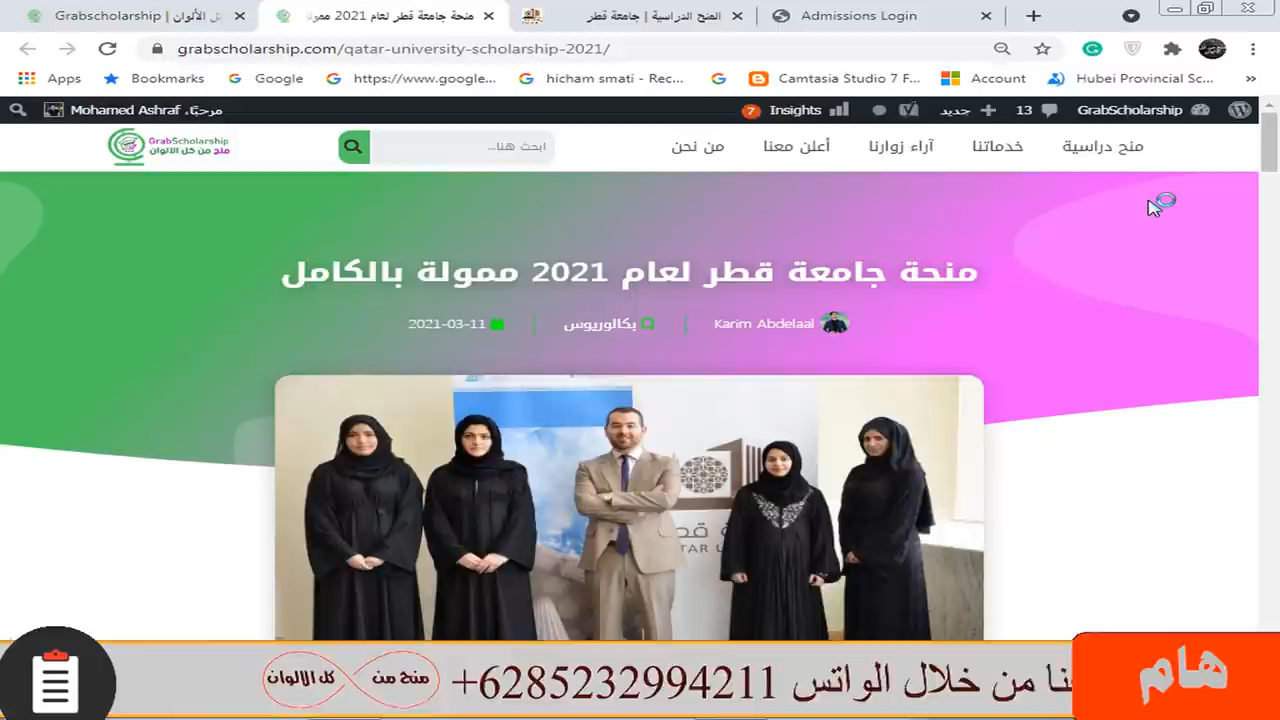 Grabscholarship | منح من كل الألوان
منحة جامعة قطر لعام 2021 ممولة
المنح الدراسية | جامعة قطر
Admissions Login
grabscholarship.com/qatar-university-scholarship-2021/
Apps
Bookmarks
Google
https://www.google...
hicham smati - Rec...
Camtasia Studio 7 F...
Account
Hubei Provincial Sc...
»
مرحبًا، Mohamed Ashraf
7 Insights
جديد
13
GrabScholarship
GrabScholarship
منح من كل الألوان
ابحث هنا...
منح دراسية
خدماتنا
آراء زوارنا
أعلن معنا
من نحن
منحة جامعة قطر لعام 2021 ممولة بالكامل
Karim Abdelaal
بكالوريوس
2021-03-11
هام
نا من خلال الواتس +6285232994211
منح من كل الالوان